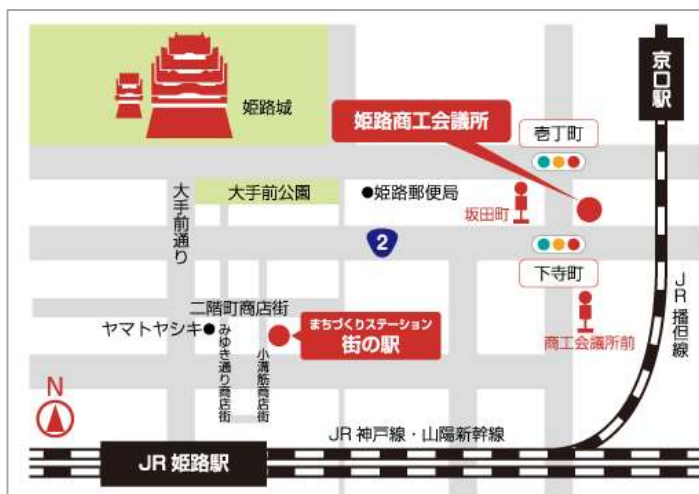 京口駅
姫路城
姫路商工会議所
壱丁町
大手前通り
大手前公園
姫路郵便局
坂田町
2
下寺町
JR播但線
二階町商店街
ヤマトヤシキ
みゆき通り商店街
小溝筋商店街
まちづくりステーション
街の駅
商工会議所前
N
JR神戸線・山陽新幹線
JR姫路駅